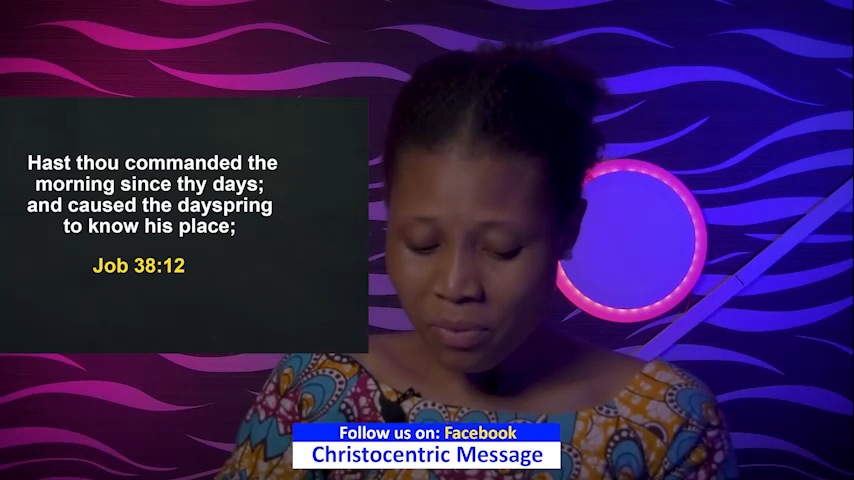 Hast thou commanded the
morning since thy days;
and caused the dayspring
to know his place;
Job 38:12
Follow us on: Facebook
Christocentric Message